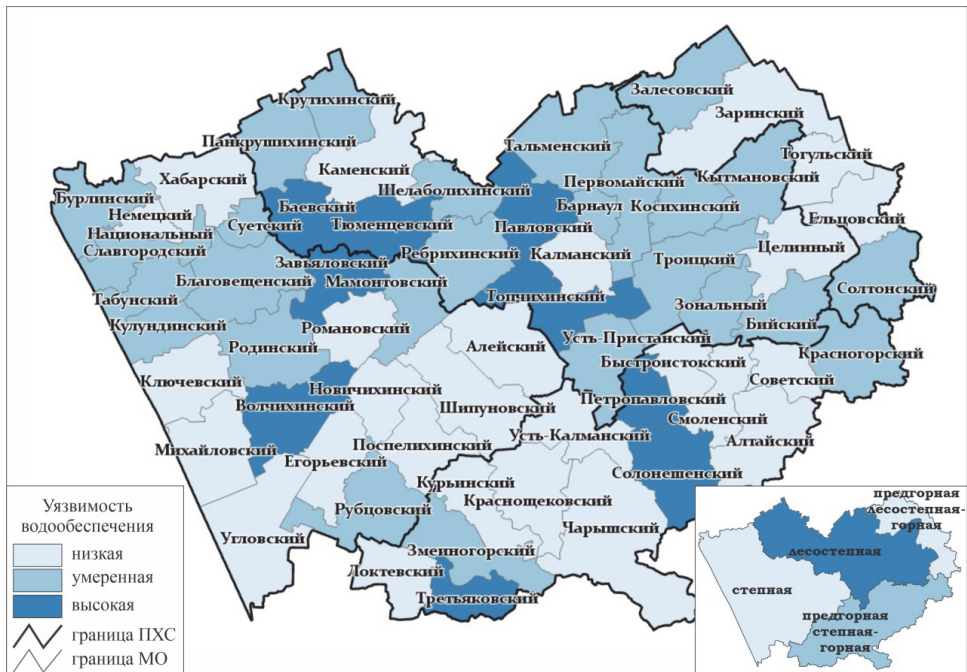 Крутихинский
Залесовский
Заринский
Панкрушихинский
Тальменский
Тогульский
Хабарский
Каменский
Кытмановский
Шелаболихинский
Первомайский
Бурлинский
Баевский
Барнаул
Косихинский
Немецкий
Национальный
Суетский
Тюменцевский
Павловский
Ельцовский
Славгородский
Ребрихинский
Калманский
Целинный
Завьяловский
Троицкий
Благовещенский
Мамонтовский
Солтонский
Табунский
Топчихинский
Зональный
Кулундинский
Романовский
Бийский
Усть-Пристанский
Родинский
Алейский
Красногорский
Быстроистокский
Ключевский
Новичихинский
Советский
Волчихинский
Петропавловский
Шипуновский
Смоленский
Михайловский
Поспелихинский
Усть-Калманский
Алтайский
Егорьевский
Солонешенский
Курьинский
Краснощековский
Рубцовский
Чарышский
Угловский
Змеиногорский
Локтевский
Третьяковский
Уязвимость
водообеспечения
низкая
умеренная
высокая
граница ПХС
граница МО
предгорная
лесостепная-
горная
лесостепная
степная
предгорная
степная-
горная